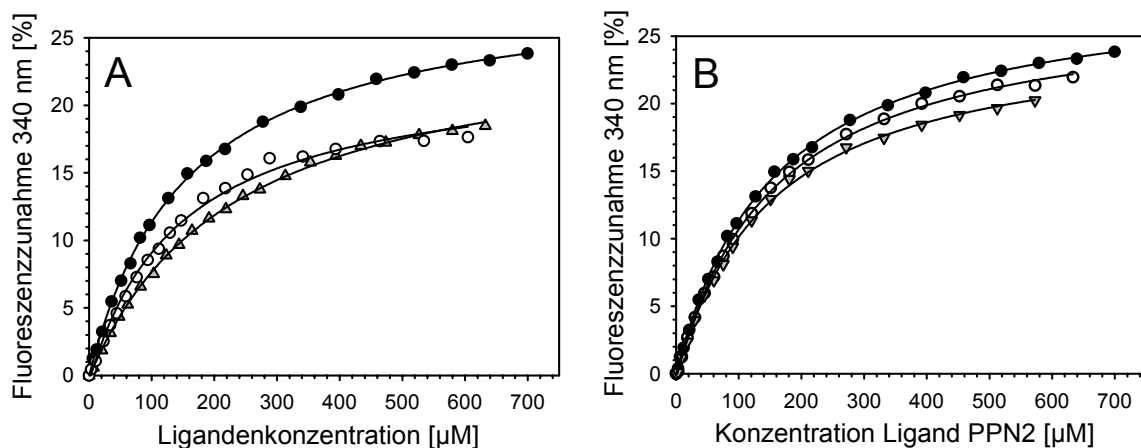 Fluoreszenzzunahme 340 nm [%]
25
20
15
10
5
0
A
0 100 200 300 400 500 600 700
Ligandenkonzentration [µM]
Fluoreszenzzunahme 340 nm [%]
25
20
15
10
5
0
B
0 100 200 300 400 500 600 700
Konzentration Ligand PPN2 [µM]